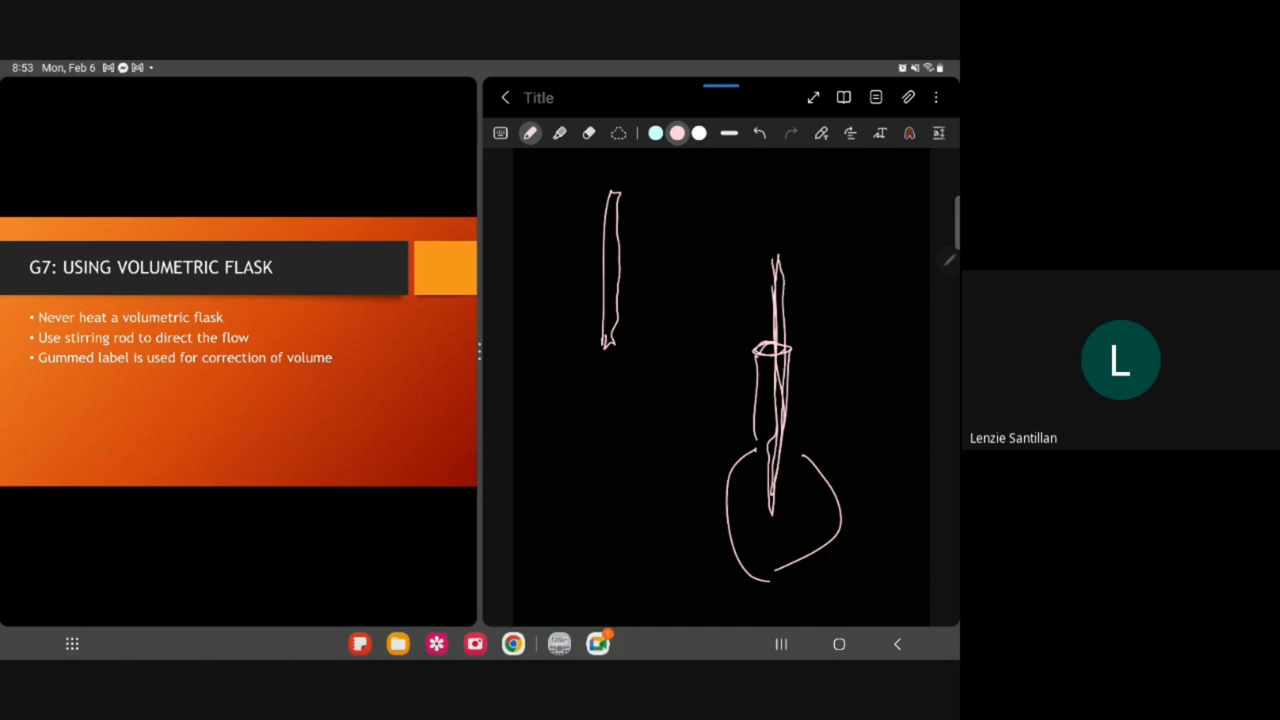 8:53 Mon, Feb 6
Title
G7: USING VOLUMETRIC FLASK
• Never heat a volumetric flask
• Use stirring rod to direct the flow
• Gummed label is used for correction of volume
L
Lenzie Santillan